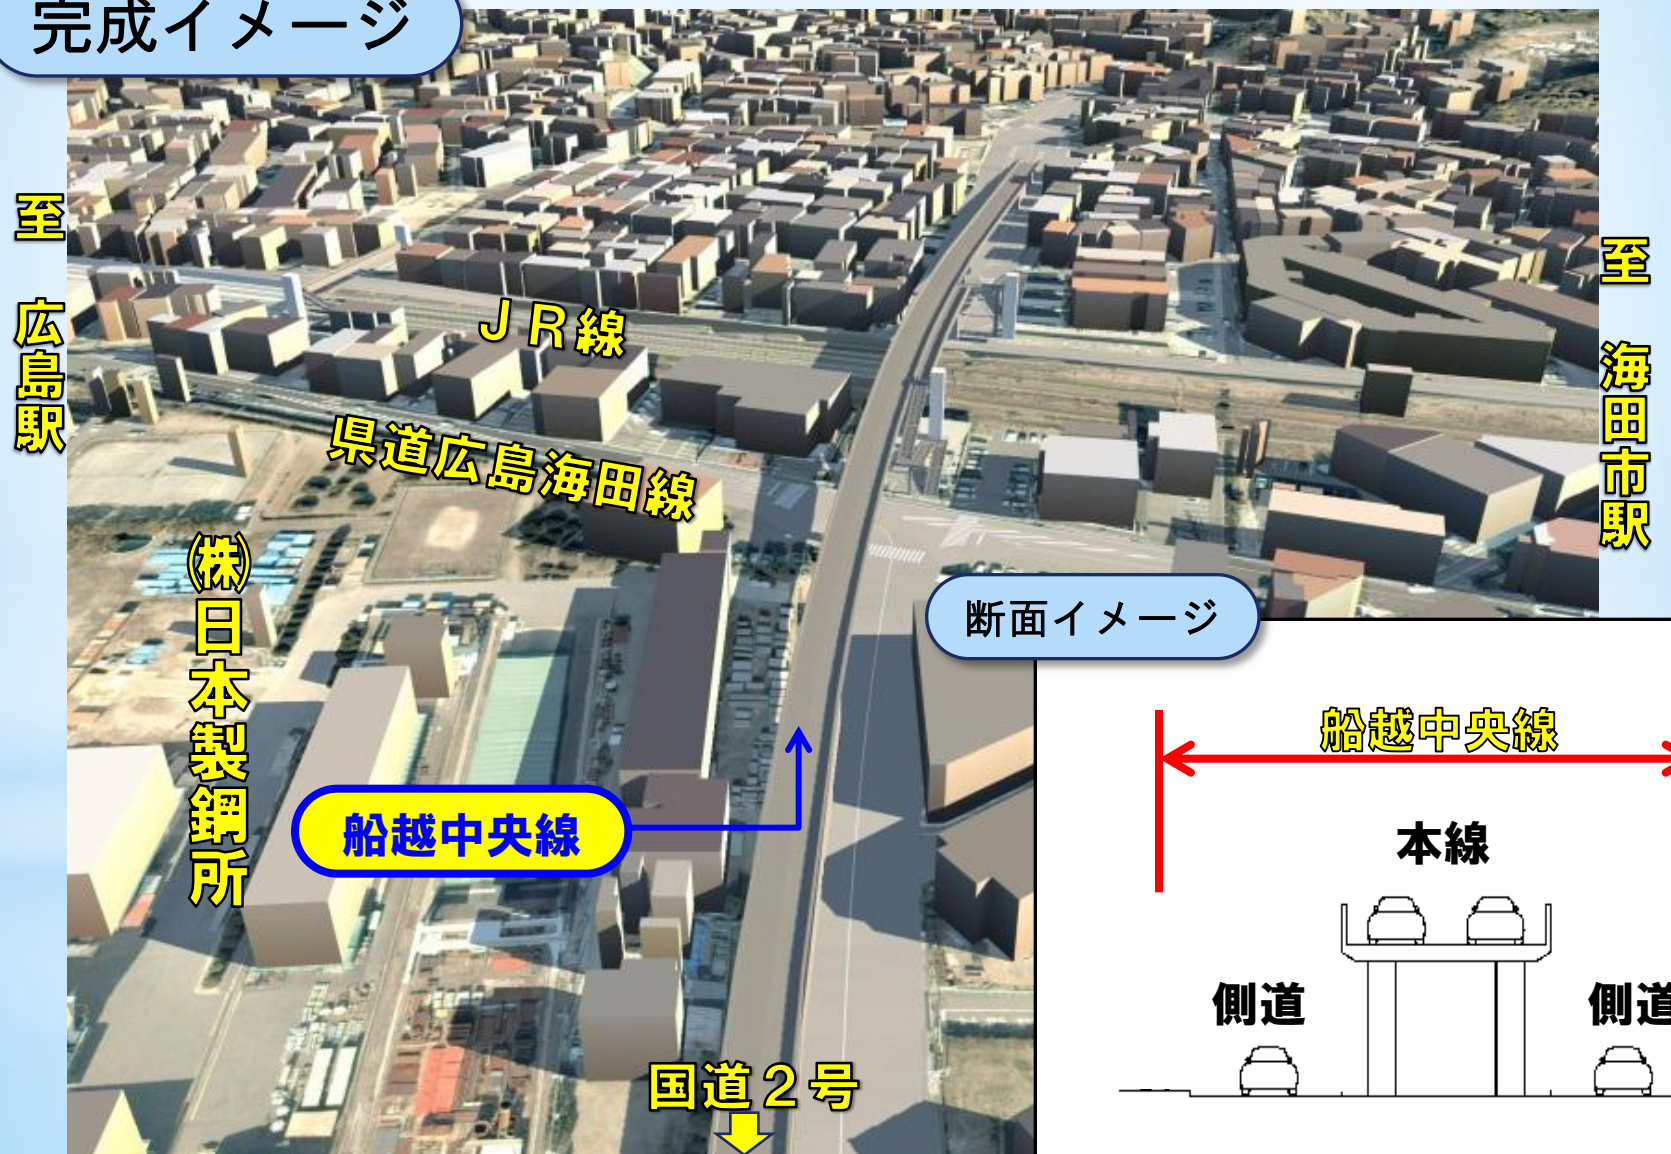 完成イメージ
至 広島駅
JR線
至 海田市駅
県道広島海田線
㈱日本製鋼所
断面イメージ
船越中央線
船越中央線
本線
側道
側道
国道2号